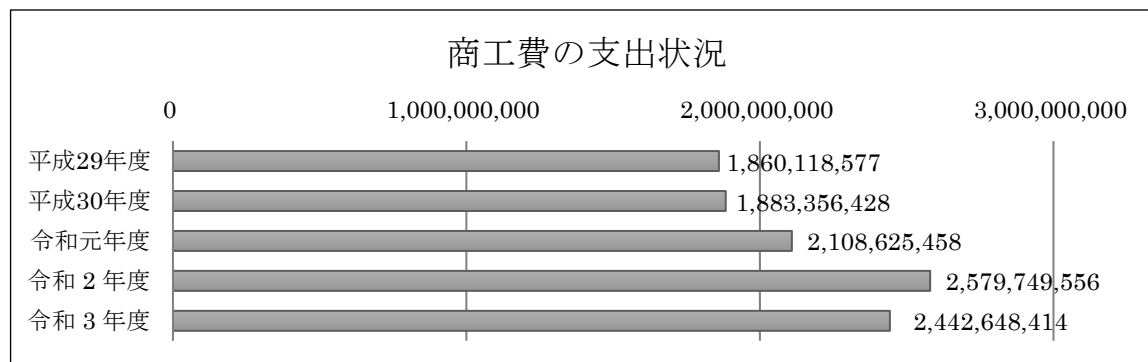 商工費の支出状況
0 1,000,000,000 2,000,000,000 3,000,000,000
平成29年度 1,860,118,577
平成30年度 1,883,356,428
令和元年度 2,108,625,458
令和２年度 2,579,749,556
令和３年度 2,442,648,414